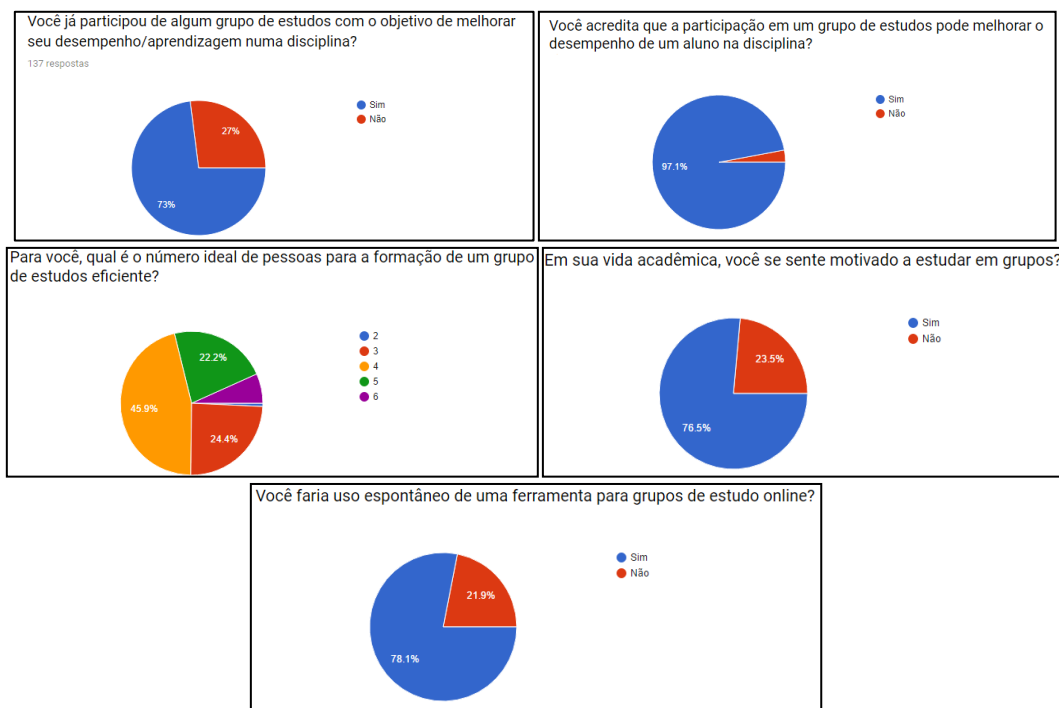 Você já participou de algum grupo de estudos com o objetivo de melhorar
seu desempenho/aprendizagem numa disciplina?
137 respostas
Sim
Não
27%
73%
Você acredita que a participação em um grupo de estudos pode melhorar o
desempenho de um aluno na disciplina?
Sim
Não
97.1%
Para você, qual é o número ideal de pessoas para a formação de um grupo
de estudos eficiente?
2
3
4
5
6
22.2%
45.9%
24.4%
Em sua vida acadêmica, você se sente motivado a estudar em grupos?
Sim
Não
23.5%
76.5%
Você faria uso espontâneo de uma ferramenta para grupos de estudo online?
Sim
Não
21.9%
78.1%